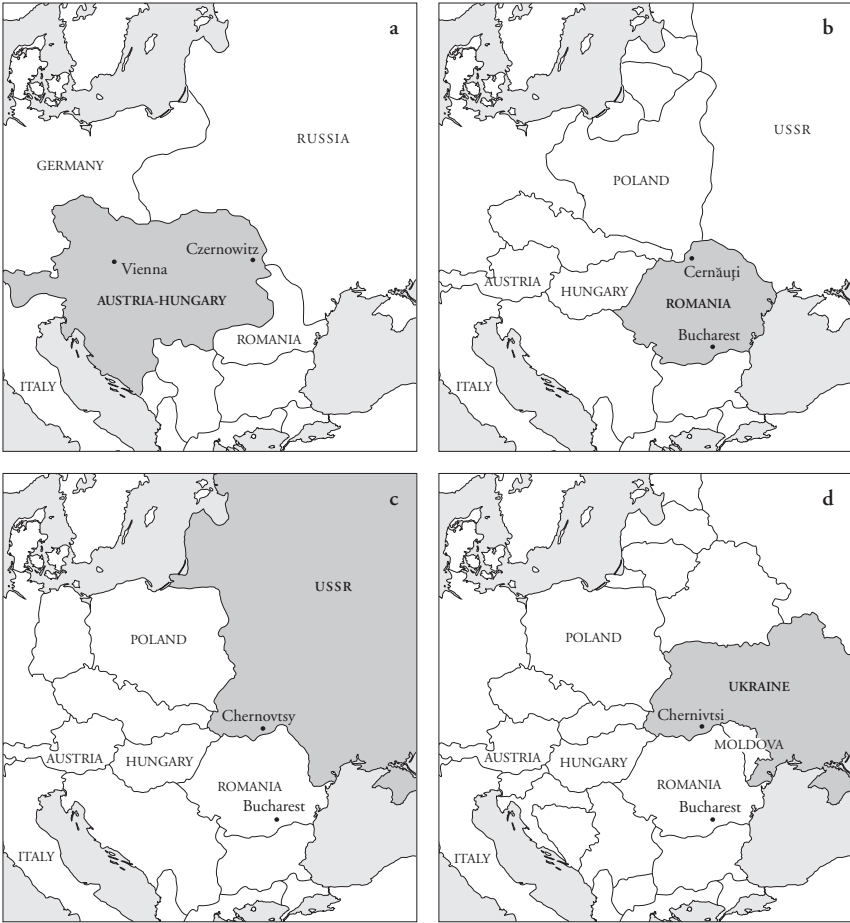 a
RUSSIA
GERMANY
Czernowitz
Vienna
AUSTRIA-HUNGARY
ROMANIA
ITALY
b
USSR
POLAND
Cernăuţi
AUSTRIA
HUNGARY
ROMANIA
Bucharest
ITALY
c
USSR
POLAND
Chernovtsy
AUSTRIA
HUNGARY
ROMANIA
Bucharest
ITALY
d
POLAND
UKRAINE
Chernivtsi
MOLDOVA
AUSTRIA
HUNGARY
ROMANIA
Bucharest
ITALY